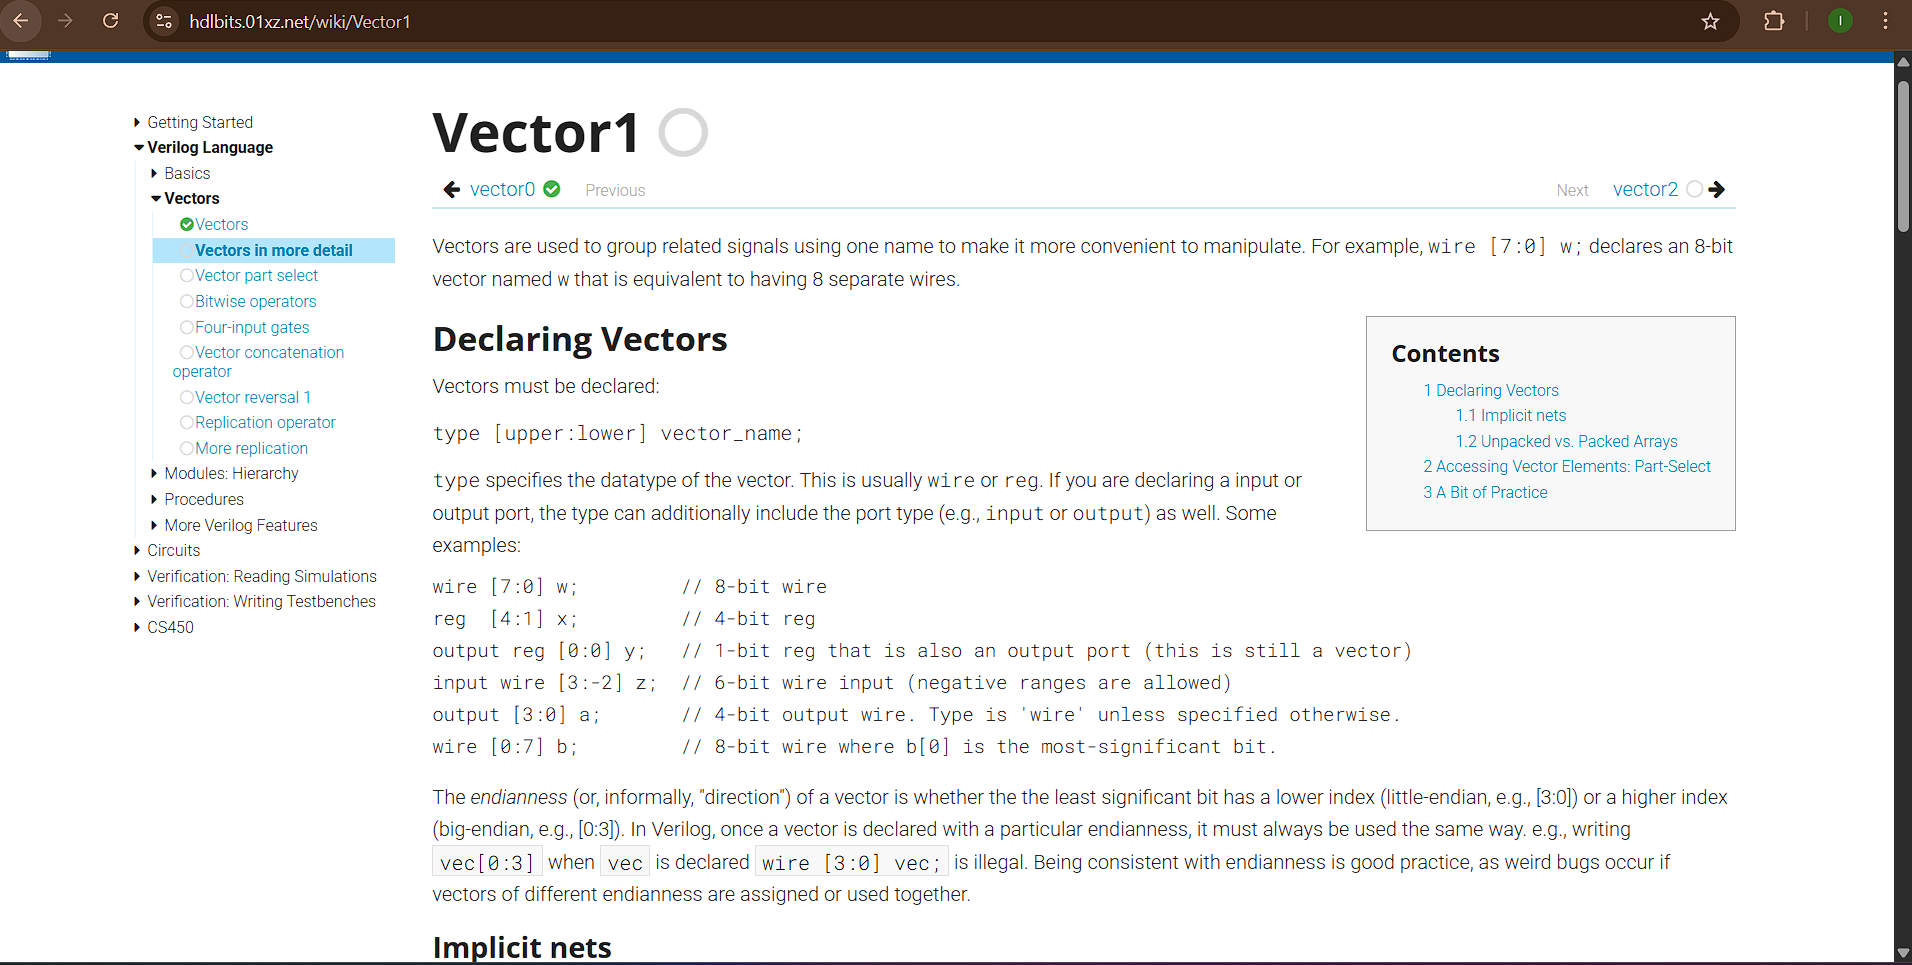 hdlbits.01xz.net/wiki/Vector1
I
Getting Started
Verilog Language
Basics
Vectors
Vectors
Vectors in more detail
Vector part select
Bitwise operators
Four-input gates
Vector concatenation
operator
Vector reversal 1
Replication operator
More replication
Modules: Hierarchy
Procedures
More Verilog Features
Circuits
Verification: Reading Simulations
Verification: Writing Testbenches
CS450
Vector1
vector0 Previous
Next vector2
Vectors are used to group related signals using one name to make it more convenient to manipulate. For example, wire [7:0] w; declares an 8-bit
vector named w that is equivalent to having 8 separate wires.
Declaring Vectors
Vectors must be declared:
type [upper:lower] vector_name;
type specifies the datatype of the vector. This is usually wire or reg. If you are declaring a input or
output port, the type can additionally include the port type (e.g., input or output) as well. Some
examples:
Contents
1 Declaring Vectors
1.1 Implicit nets
1.2 Unpacked vs. Packed Arrays
2 Accessing Vector Elements: Part-Select
3 A Bit of Practice
wire [7:0] w; // 8-bit wire
reg [4:1] x; // 4-bit reg
output reg [0:0] y; // 1-bit reg that is also an output port (this is still a vector)
input wire [3:-2] z; // 6-bit wire input (negative ranges are allowed)
output [3:0] a; // 4-bit output wire. Type is 'wire' unless specified otherwise.
wire [0:7] b; // 8-bit wire where b[0] is the most-significant bit.
The endianness (or, informally, "direction") of a vector is whether the the least significant bit has a lower index (little-endian, e.g., [3:0]) or a higher index
(big-endian, e.g., [0:3]). In Verilog, once a vector is declared with a particular endianness, it must always be used the same way. e.g., writing
vec[0:3] when vec is declared wire [3:0] vec; is illegal. Being consistent with endianness is good practice, as weird bugs occur if
vectors of different endianness are assigned or used together.
Implicit nets